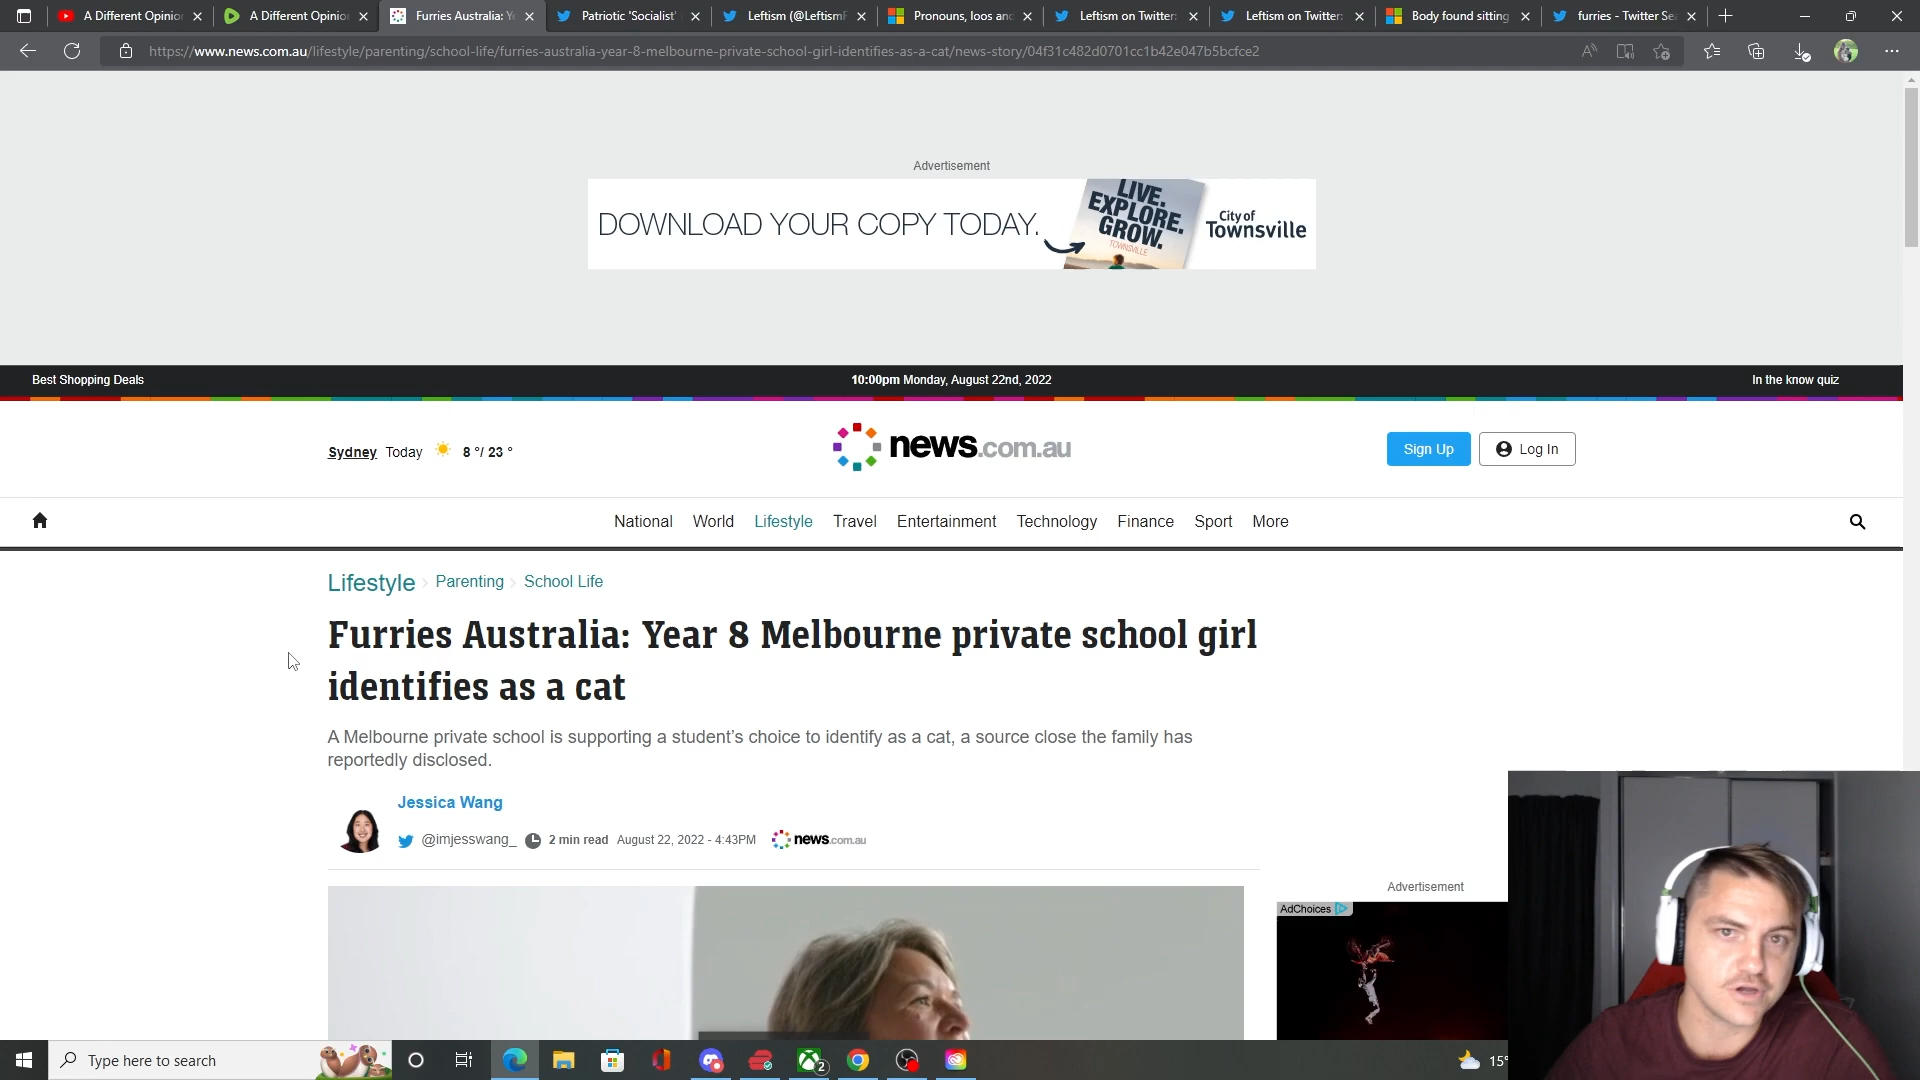 A Different Opinio
A Different Opinio
Furries Australia: Y
Patriotic 'Socialist'
Leftism (@LeftismF
Pronouns, loos and
Leftism on Twitter:
Leftism on Twitter:
Body found sitting
furries - Twitter Se
https://www.news.com.au/lifestyle/parenting/school-life/furries-australia-year-8-melbourne-private-school-girl-identifies-as-a-cat/news-story/04f31c482d0701cc1b42e047b5bcfce2
Advertisement
DOWNLOAD YOUR COPY TODAY.
LIVE.
EXPLORE.
GROW.
TOWNSVILLE
City of
Townsville
Best Shopping Deals
10:00pm Monday, August 22nd, 2022
In the know quiz
Sydney Today 8 °/ 23 °
news.com.au
Sign Up
Log In
National World Lifestyle Travel Entertainment Technology Finance Sport More
Lifestyle Parenting School Life
Furries Australia: Year 8 Melbourne private school girl
identifies as a cat
A Melbourne private school is supporting a student's choice to identify as a cat, a source close the family has
reportedly disclosed.
Jessica Wang
@imjesswang_ 2 min read August 22, 2022 - 4:43PM news.com.au
Advertisement
AdChoices
Type here to search
2
15°